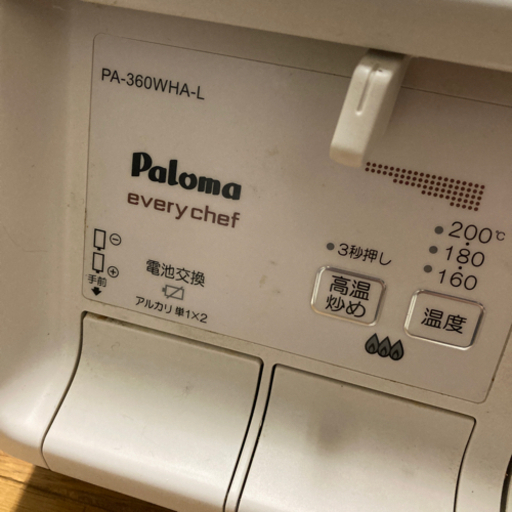 PA-360WHA-L
Paloma
every chef
⊖
⊕
手前
電池交換
アルカリ 単1×2
3秒押し
高温
炒め
200℃
180
160
温度